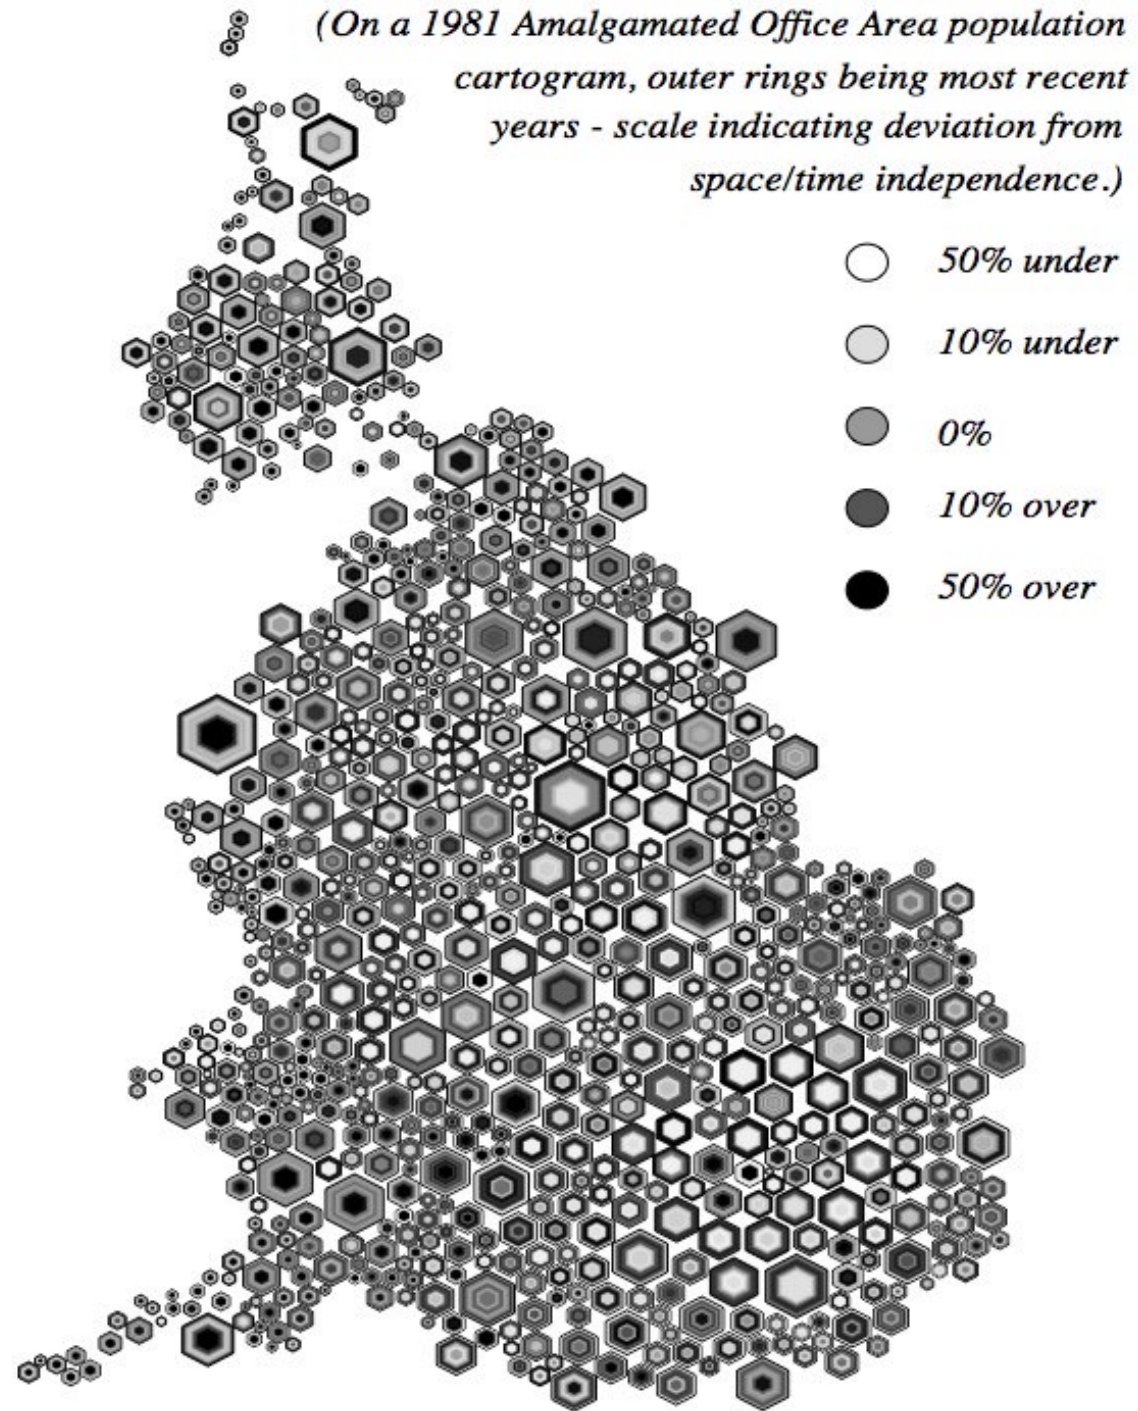 (On a 1981 Amalgamated Office Area population
cartogram, outer rings being most recent
years - scale indicating deviation from
space/time independence.)
50% under
10% under
0%
10% over
50% over